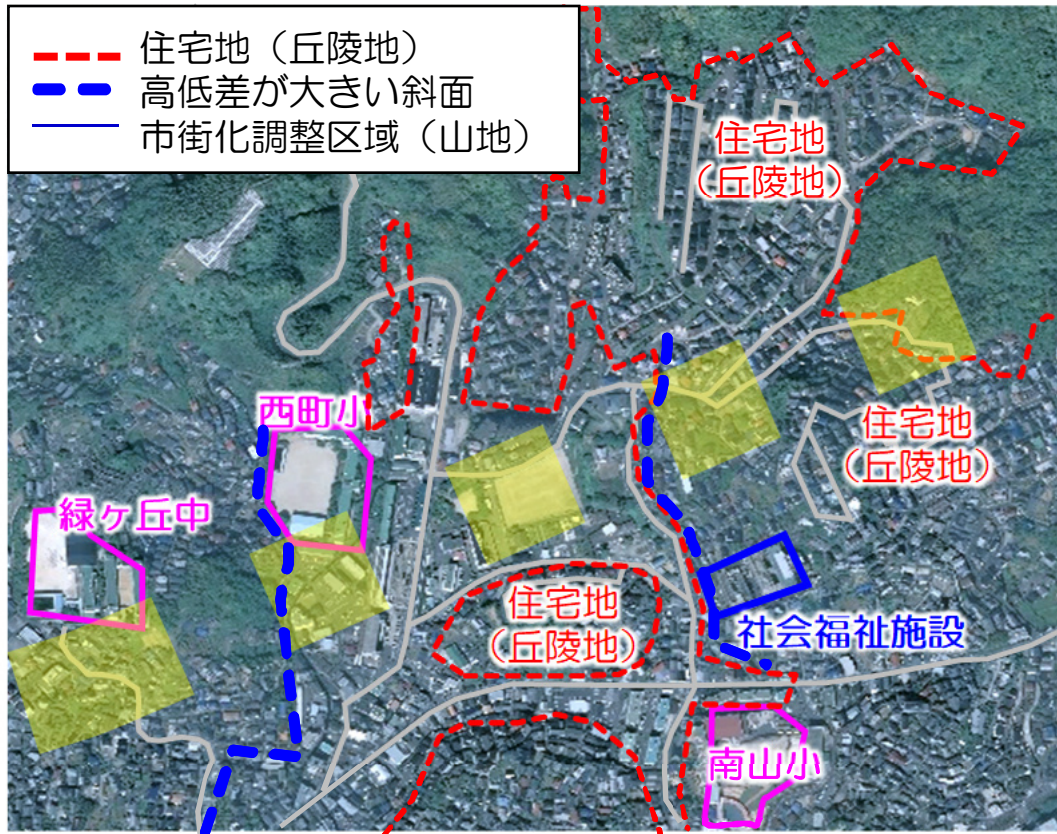 住宅地（丘陵地）
高低差が大きい斜面
市街化調整区域（山地）
住宅地
（丘陵地）
西町小
住宅地
（丘陵地）
緑ヶ丘中
住宅地
（丘陵地）
社会福祉施設
南山小